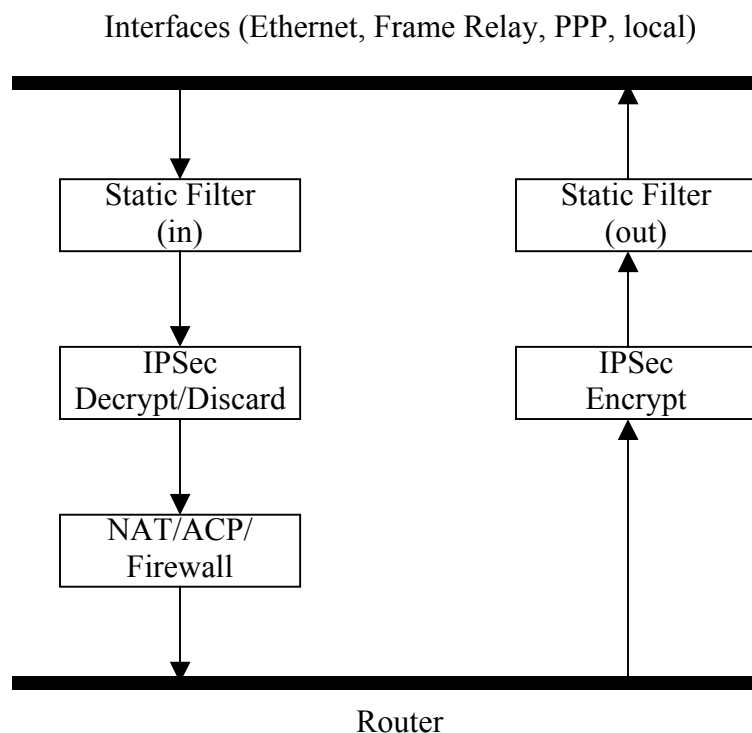 Interfaces (Ethernet, Frame Relay, PPP, local)
Static Filter
(in)
Static Filter
(out)
IPSec
Decrypt/Discard
IPSec
Encrypt
NAT/ACP/
Firewall
Router